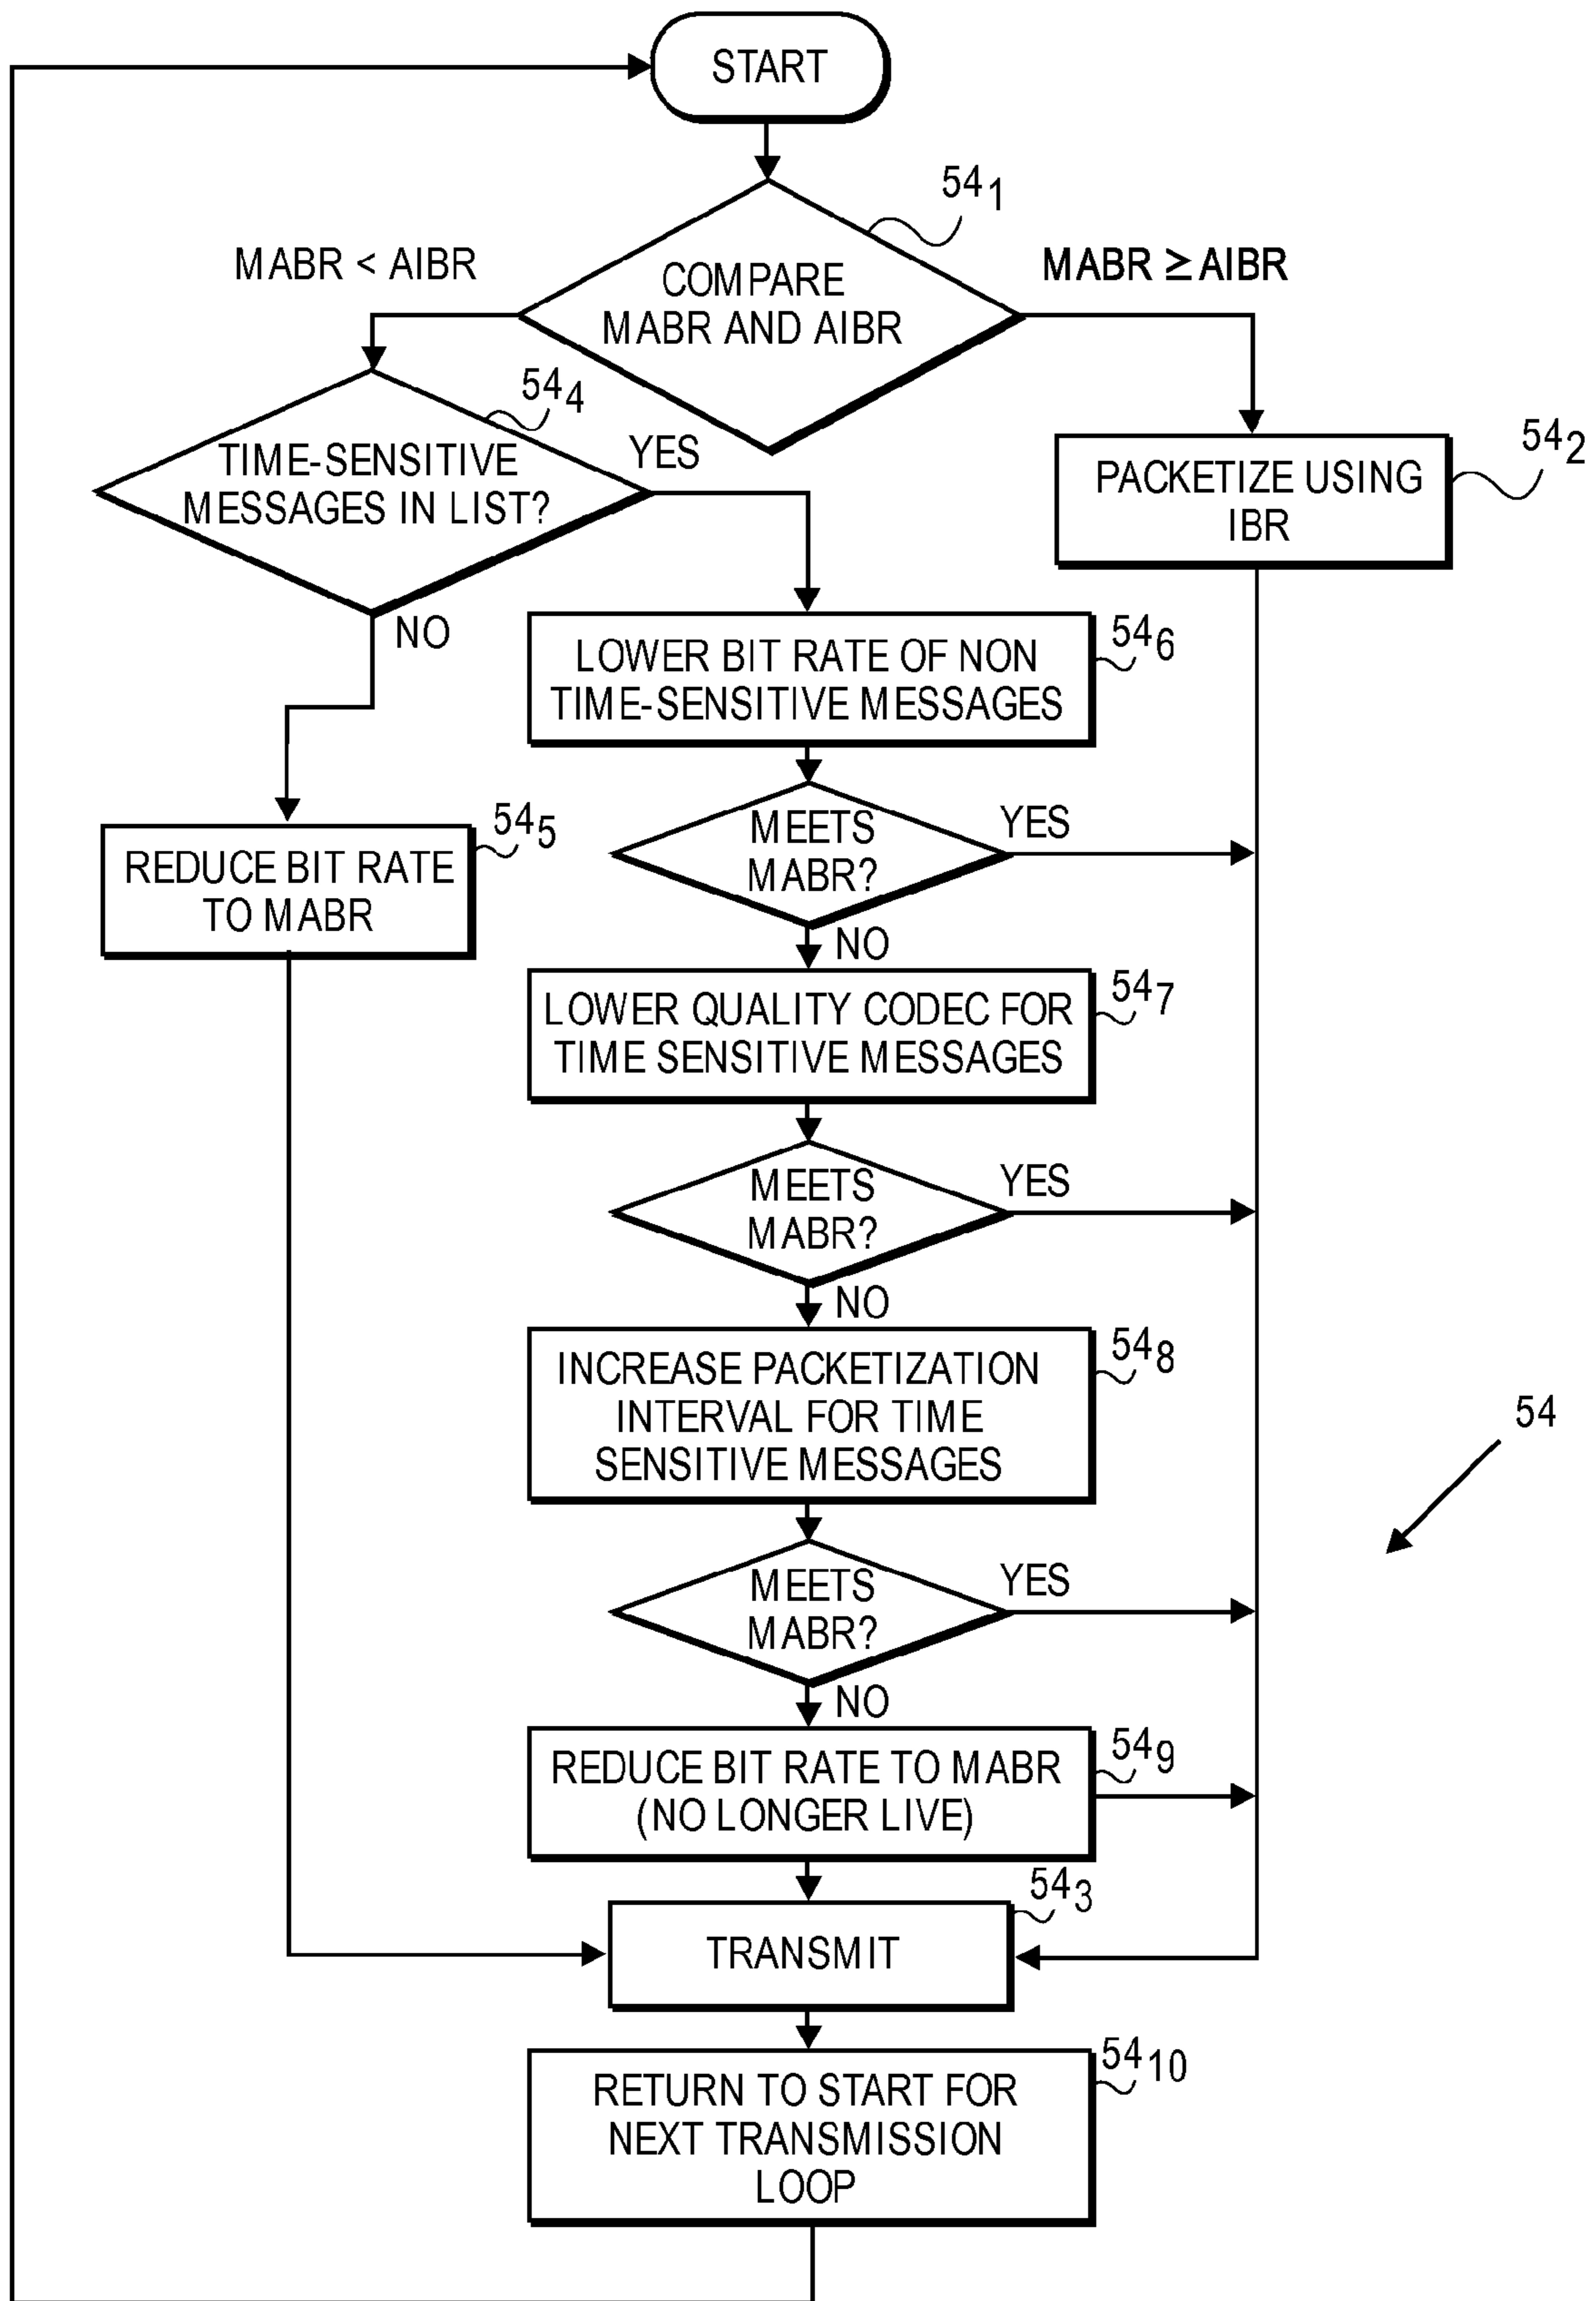 START
54₁
MABR < AIBR
MABR ≥ AIBR
COMPARE
MABR AND AIBR
54₄
TIME-SENSITIVE
MESSAGES IN LIST?
YES
NO
54₂
PACKETIZE USING
IBR
54₆
LOWER BIT RATE OF NON
TIME-SENSITIVE MESSAGES
54₅
REDUCE BIT RATE
TO MABR
MEETS
MABR?
YES
NO
54₇
LOWER QUALITY CODEC FOR
TIME SENSITIVE MESSAGES
MEETS
MABR?
YES
NO
54₈
INCREASE PACKETIZATION
INTERVAL FOR TIME
SENSITIVE MESSAGES
54
MEETS
MABR?
YES
NO
54₉
REDUCE BIT RATE TO MABR
(NO LONGER LIVE)
54₃
TRANSMIT
54₁₀
RETURN TO START FOR
NEXT TRANSMISSION
LOOP